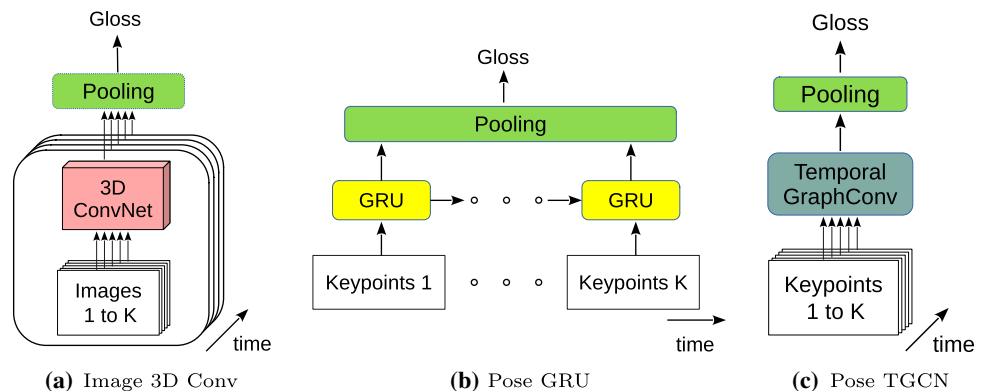 Gloss
Pooling
3D
ConvNet
Images
1 to K
time
(a) Image 3D Conv
Gloss
Pooling
GRU
GRU
Keypoints 1
Keypoints K
time
(b) Pose GRU
Gloss
Pooling
Temporal
GraphConv
Keypoints
1 to K
time
(c) Pose TGCN